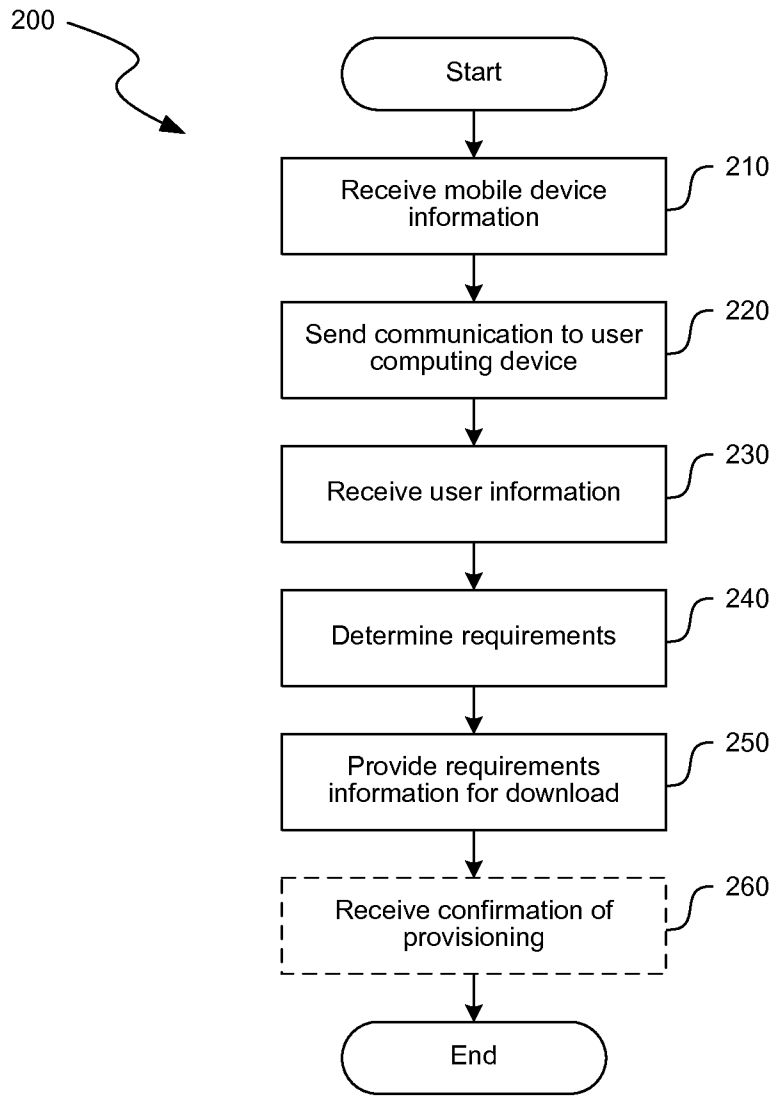 200
Start
210
Receive mobile device
information
220
Send communication to user
computing device
230
Receive user information
240
Determine requirements
250
Provide requirements
information for download
260
Receive confirmation of
provisioning
End